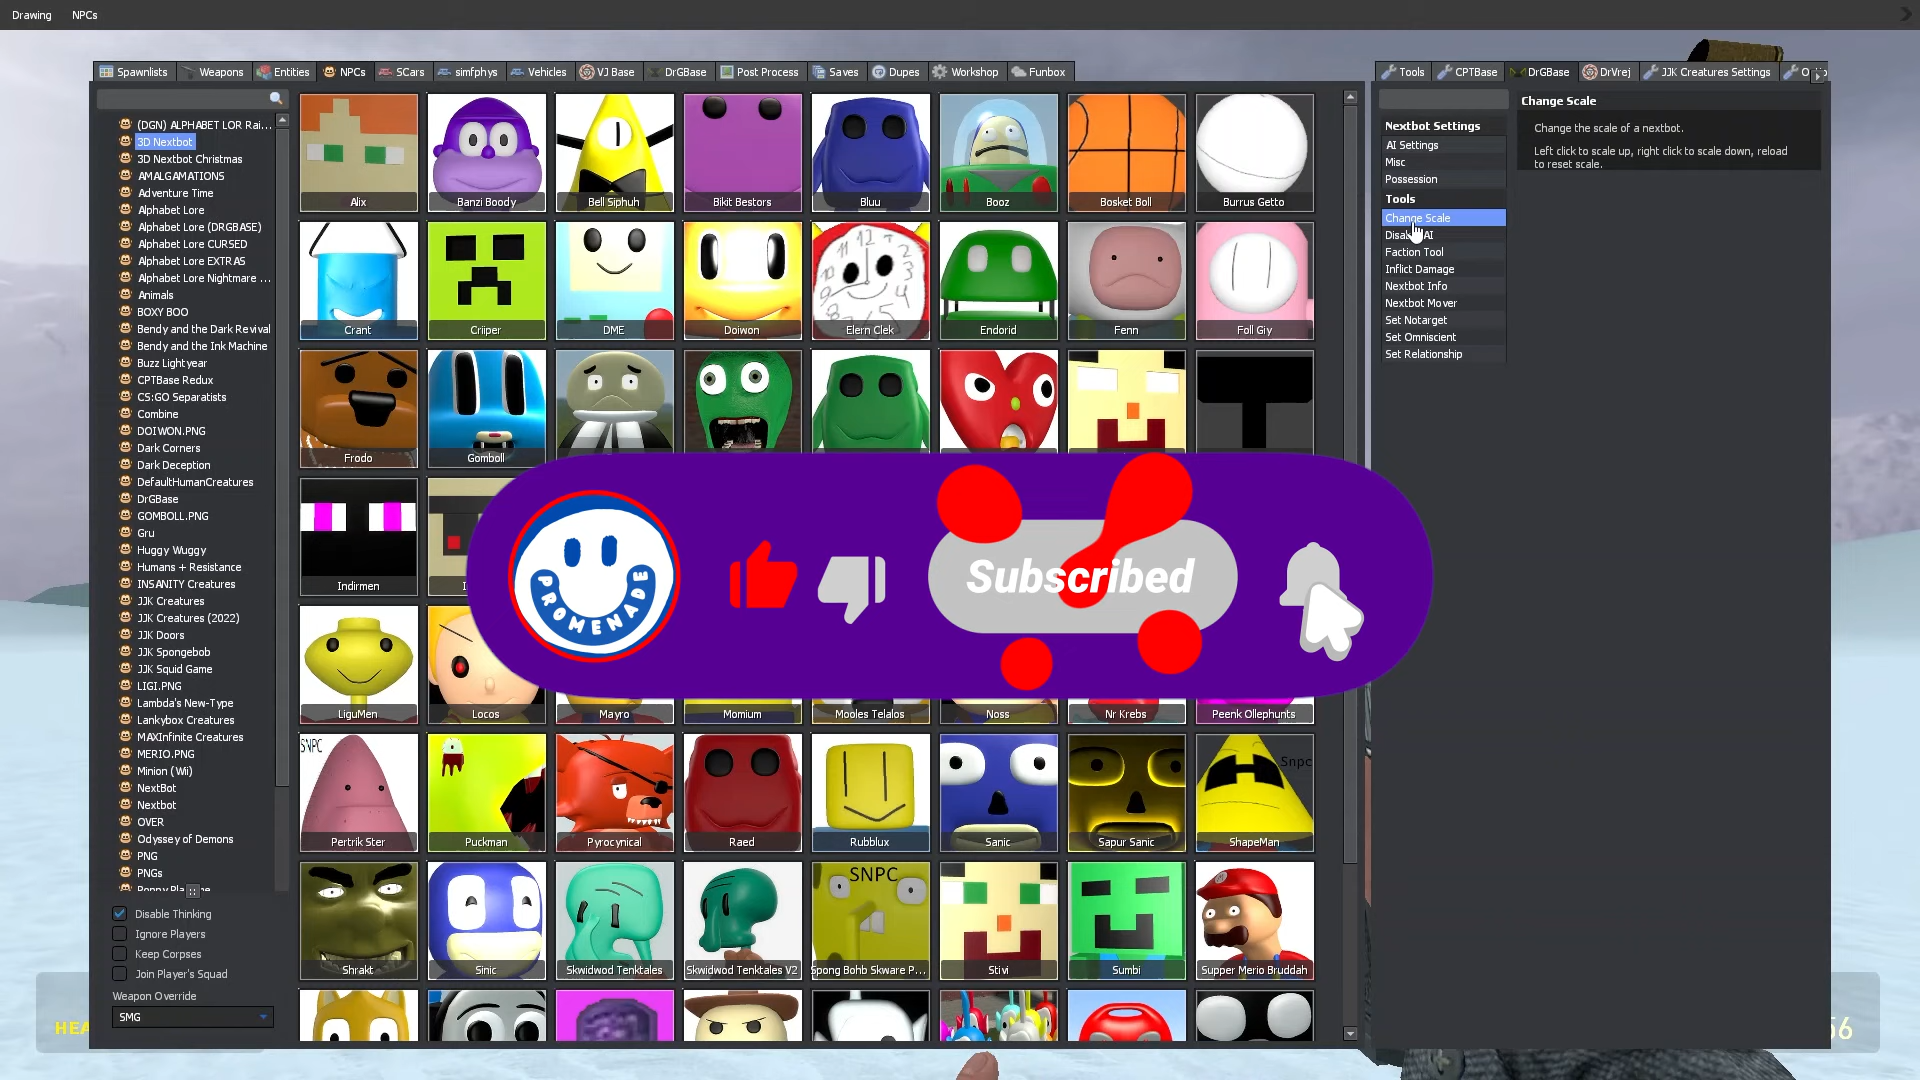 Drawing NPCs
Spawnlists Weapons Entities NPCs SCars simfphys Vehicles VJ Base DrGBase Post Process Saves Dupes Workshop Funbox
Tools CPTBase DrGBase DrVrej JJK Creatures Settings
(DGN) ALPHABET LOR Rai...
3D Nextbot
3D Nextbot Christmas
AMALGAMATIONS
Adventure Time
Alphabet Lore
Alphabet Lore (DRGBASE)
Alphabet Lore CURSED
Alphabet Lore EXTRAS
Alphabet Lore Nightmare ...
Animals
BOXY BOO
Bendy and the Dark Revival
Bendy and the Ink Machine
Buzz Lightyear
CPTBase Redux
CS:GO Separatists
Combine
DOIWON.PNG
Dark Corners
Dark Deception
DefaultHumanCreatures
DrGBase
GOMBOLL.PNG
Gru
Huggy Wuggy
Humans + Resistance
INSANITY Creatures
JJK Creatures
JJK Creatures (2022)
JJK Doors
JJK Spongebob
JJK Squid Game
LIGI.PNG
Lambda's New-Type
Lankybox Creatures
MAXInfinite Creatures
MERIO.PNG
Minion (Wii)
NextBot
Nextbot
OVER
Odyssey of Demons
PNG
PNGs
Disable Thinking
Ignore Players
Keep Corpses
Join Player's Squad
Weapon Override
SMG
Alix Banzi Boody Bell Siphuh Bikit Bestors Bluu Booz Bosket Boll Burrus Getto
12
Crant Criiper DME Doiwon Elern Clek Endorid Fenn Foll Giy
Frodo Gomboll
Indirmen
PROMENADE
Subscribed
LiguMen Locos Mayro Momium Mooles Telalos Noss Nr Krebs Peenk Ollephunts
SNPC
Snpc
Pertrik Ster Puckman Pyrocynical Raed Rubblux Sanic Sapur Sanic ShapeMan
SNPC
Shrakt Sinic Skwidwod Tenktales Skwidwod Tenktales V2 Spong Bohb Skware P... Stivi Sumbi Supper Merio Bruddah
Nextbot Settings
AI Settings
Misc
Possession
Tools
Change Scale
Disable AI
Faction Tool
Inflict Damage
Nextbot Info
Nextbot Mover
Set Notarget
Set Omniscient
Set Relationship
Change Scale
Change the scale of a nextbot.
Left click to scale up, right click to scale down, reload
to reset scale.
HEA
56